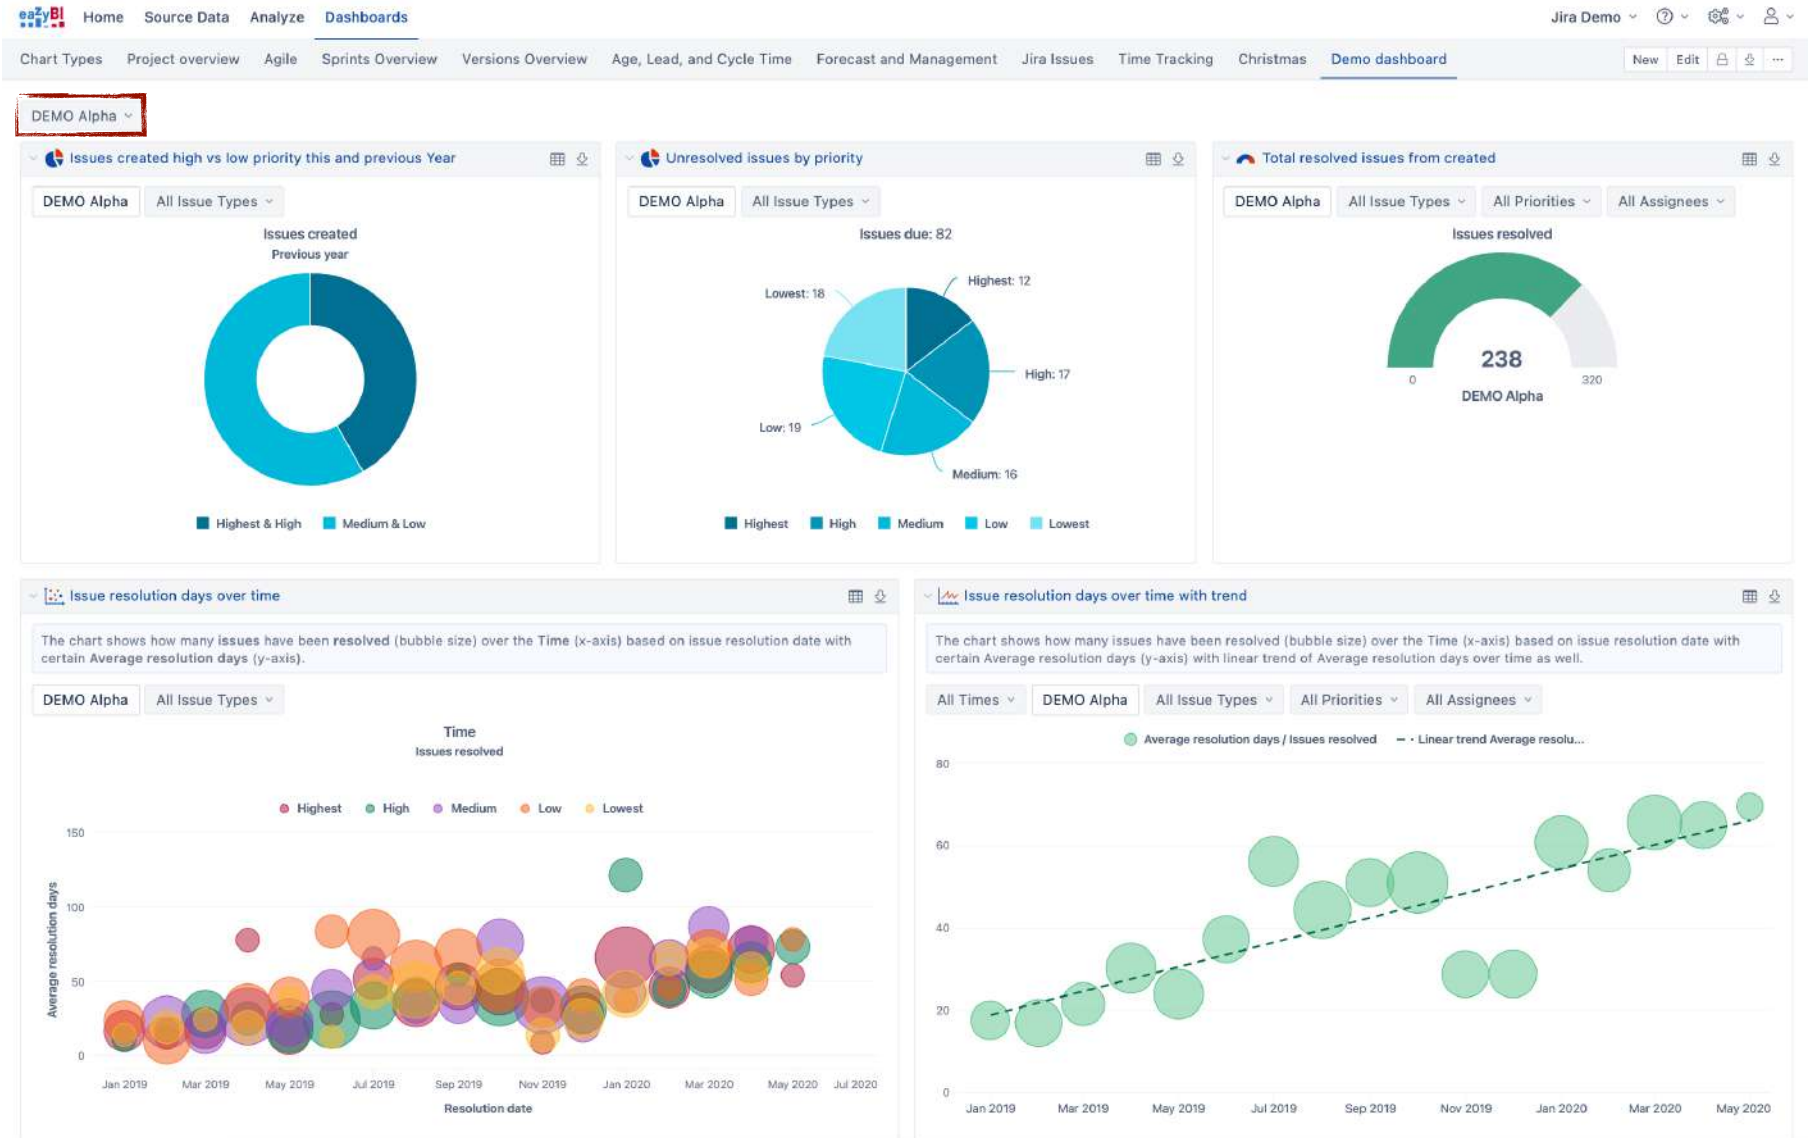 eazyBI Home Source Data Analyze Dashboards Jira Demo
Chart Types Project overview Agile Sprints Overview Versions Overview Age, Lead, and Cycle Time Forecast and Management Jira Issues Time Tracking Christmas Demo dashboard New Edit ...
DEMO Alpha
Issues created high vs low priority this and previous Year
DEMO Alpha All Issue Types
Issues created
Previous year
Highest & High Medium & Low
Unresolved issues by priority
DEMO Alpha All Issue Types
Issues due: 82
Highest: 12
Lowest: 18
High: 17
Low: 19
Medium: 16
Highest High Medium Low Lowest
Total resolved issues from created
DEMO Alpha All Issue Types All Priorities All Assignees
Issues resolved
238
0 320
DEMO Alpha
Issue resolution days over time
The chart shows how many issues have been resolved (bubble size) over the Time (x-axis) based on issue resolution date with
certain Average resolution days (y-axis).
DEMO Alpha All Issue Types
Time
Issues resolved
Highest High Medium Low Lowest
150
100
50
0
Average resolution days
Jan 2019 Mar 2019 May 2019 Jul 2019 Sep 2019 Nov 2019 Jan 2020 Mar 2020 May 2020 Jul 2020
Resolution date
Issue resolution days over time with trend
The chart shows how many issues have been resolved (bubble size) over the Time (x-axis) based on issue resolution date with
certain Average resolution days (y-axis) with linear trend of Average resolution days over time as well.
All Times DEMO Alpha All Issue Types All Priorities All Assignees
Average resolution days / Issues resolved Linear trend Average resolu...
80
60
40
20
0
Jan 2019 Mar 2019 May 2019 Jul 2019 Sep 2019 Nov 2019 Jan 2020 Mar 2020 May 2020